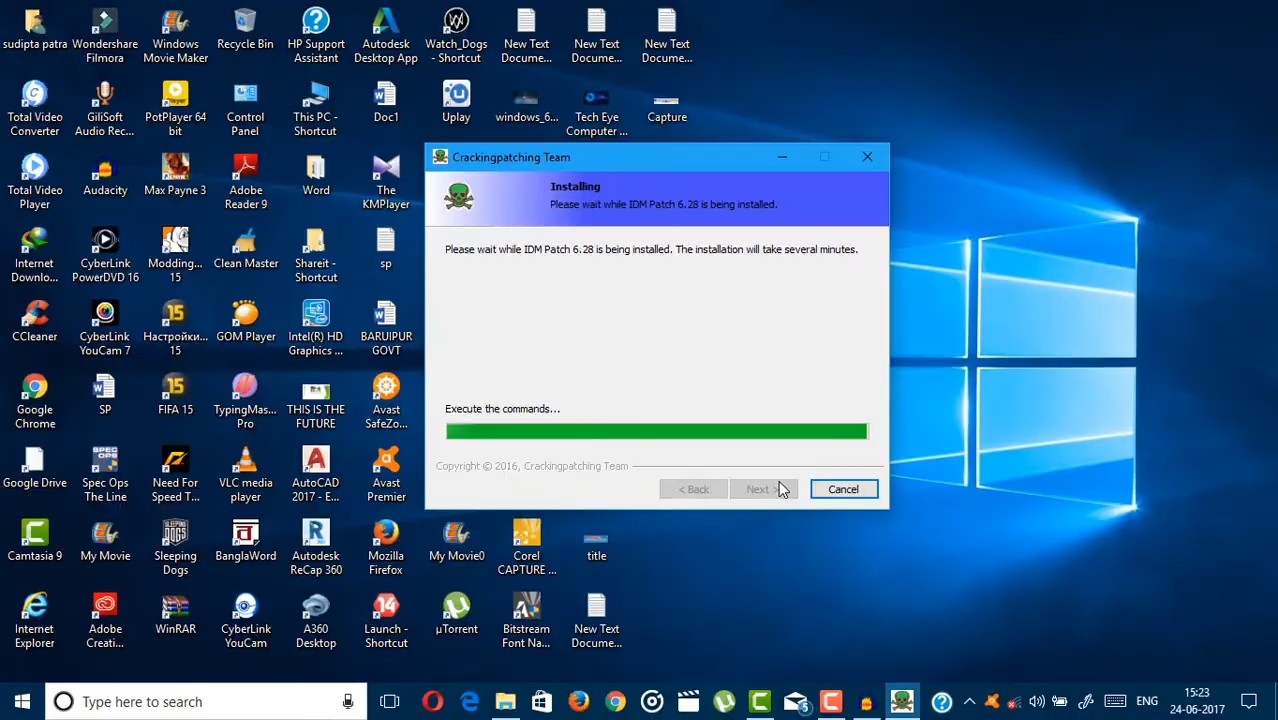 sudipta patra
Wondershare Filmora
Windows Movie Maker
Recycle Bin
HP Support Assistant
Autodesk Desktop App
Watch_Dogs - Shortcut
New Text Docume...
New Text Docume...
New Text Docume...
Total Video Converter
GiliSoft Audio Rec...
PotPlayer 64 bit
Control Panel
This PC - Shortcut
Doc1
Uplay
windows_6...
Tech Eye Computer ...
Capture
Total Video Player
Audacity
Max Payne 3
Adobe Reader 9
Word
The KMPlayer
Internet Downlo...
CyberLink PowerDVD 16
Modding... 15
Clean Master
Shareit - Shortcut
sp
CCleaner
CyberLink YouCam 7
Настройки... 15
GOM Player
Intel(R) HD Graphics ...
BARUIPUR GOVT
Google Chrome
SP
FIFA 15
TypingMas... Pro
THIS IS THE FUTURE
Avast SafeZo...
Google Drive
Spec Ops The Line
Need For Speed T...
VLC media player
AutoCAD 2017 - E...
Avast Premier
Camtasia 9
My Movie
Sleeping Dogs
BanglaWord
Autodesk ReCap 360
Mozilla Firefox
My Movie0
Corel CAPTURE ...
title
Internet Explorer
Adobe Creati...
WinRAR
CyberLink YouCam
A360 Desktop
Launch - Shortcut
µTorrent
Bitstream Font Na...
New Text Docume...
Crackingpatching Team
Installing
Please wait while IDM Patch 6.28 is being installed.
Please wait while IDM Patch 6.28 is being installed. The installation will take several minutes.
Execute the commands...
Copyright © 2016, Crackingpatching Team
< Back
Next >
Cancel
Type here to search
ENG
15:23
24-06-2017